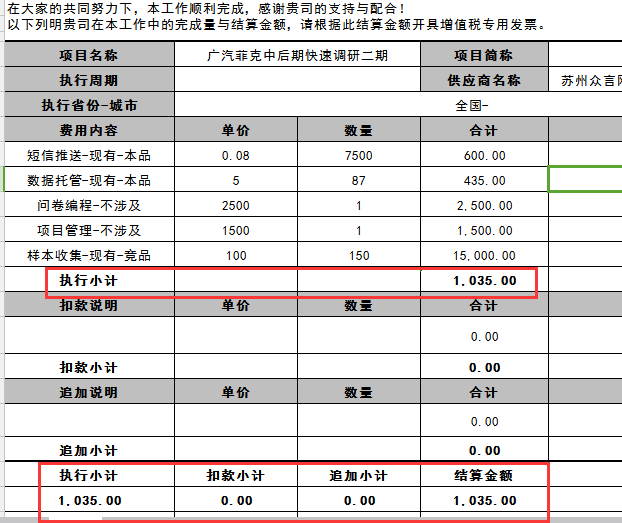 在大家的共同努力下，本工作顺利完成，感谢贵司的支持与配合！
以下列明贵司在本工作中的完成量与结算金额，请根据此结算金额开具增值税专用发票。
项目名称 广汽菲克中后期快速调研二期 项目简称
执行周期 供应商名称 苏州众言网
执行省份-城市 全国-
费用内容 单价 数量 合计
短信推送-现有-本品 0.08 7500 600.00
数据托管-现有-本品 5 87 435.00
问卷编程-不涉及 2500 1 2,500.00
项目管理-不涉及 1500 1 1,500.00
样本收集-现有-竞品 100 150 15,000.00
执行小计 1,035.00
扣款说明 单价 数量 合计
0.00
扣款小计 0.00
追加说明 单价 数量 合计
0.00
追加小计 0.00
执行小计 扣款小计 追加小计 结算金额
1,035.00 0.00 0.00 1,035.00